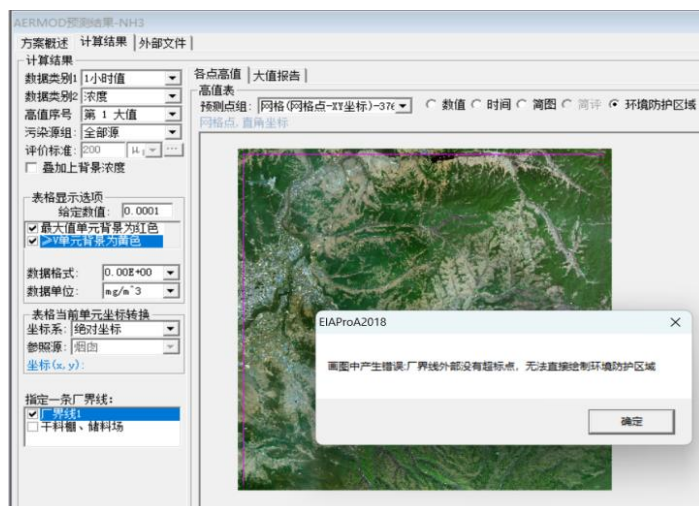 AERMOD预测结果-NH3
方案概述 计算结果 外部文件
计算结果
数据类别1 1小时值
数据类别2 浓度
高值序号 第 1 大值
污染源组: 全部源
评价标准: 200
叠加上背景浓度
表格显示选项
给定数值: 0.0001
最大值单元背景为红色
≥V单元背景为黄色
数据格式: 0.00E+00
数据单位: mg/m^3
表格当前单元坐标转换
坐标系: 绝对坐标
参照源: 烟囱
坐标(x,y):
指定一条厂界线:
厂界线1
干料棚、储料场
各点高值 大值报告
高值表
预测点组: 网格(网格点-XY坐标)-376 数值 时间 简图 简评 环境防护区域
网格点,直角坐标
EIAProA2018
画图中产生错误:厂界线外部没有超标点，无法直接绘制环境防护区域
确定